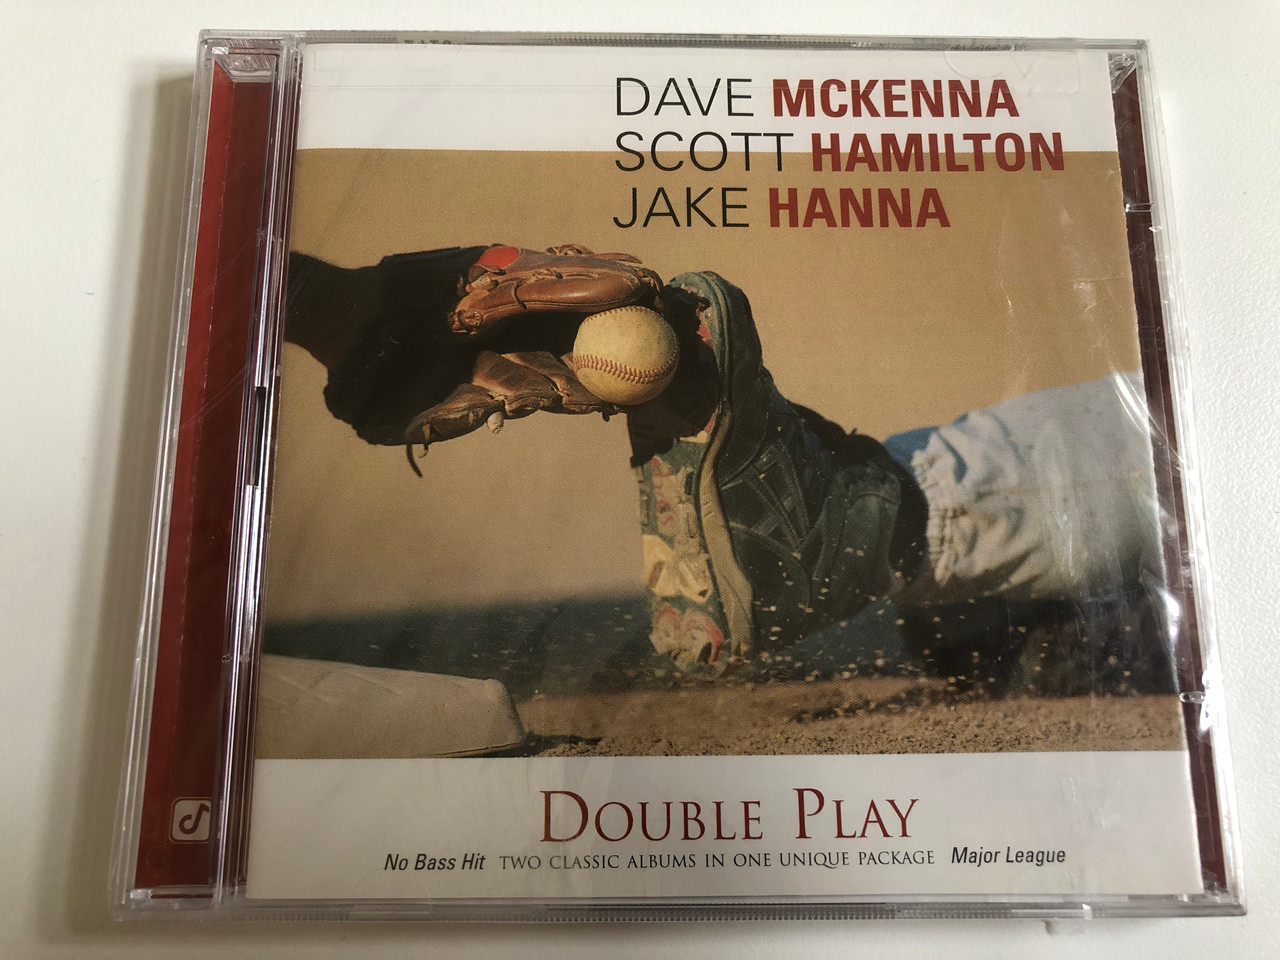 DAVE MCKENNA
SCOTT HAMILTON
JAKE HANNA
DOUBLE PLAY
No Bass Hit TWO CLASSIC ALBUMS IN ONE UNIQUE PACKAGE Major League